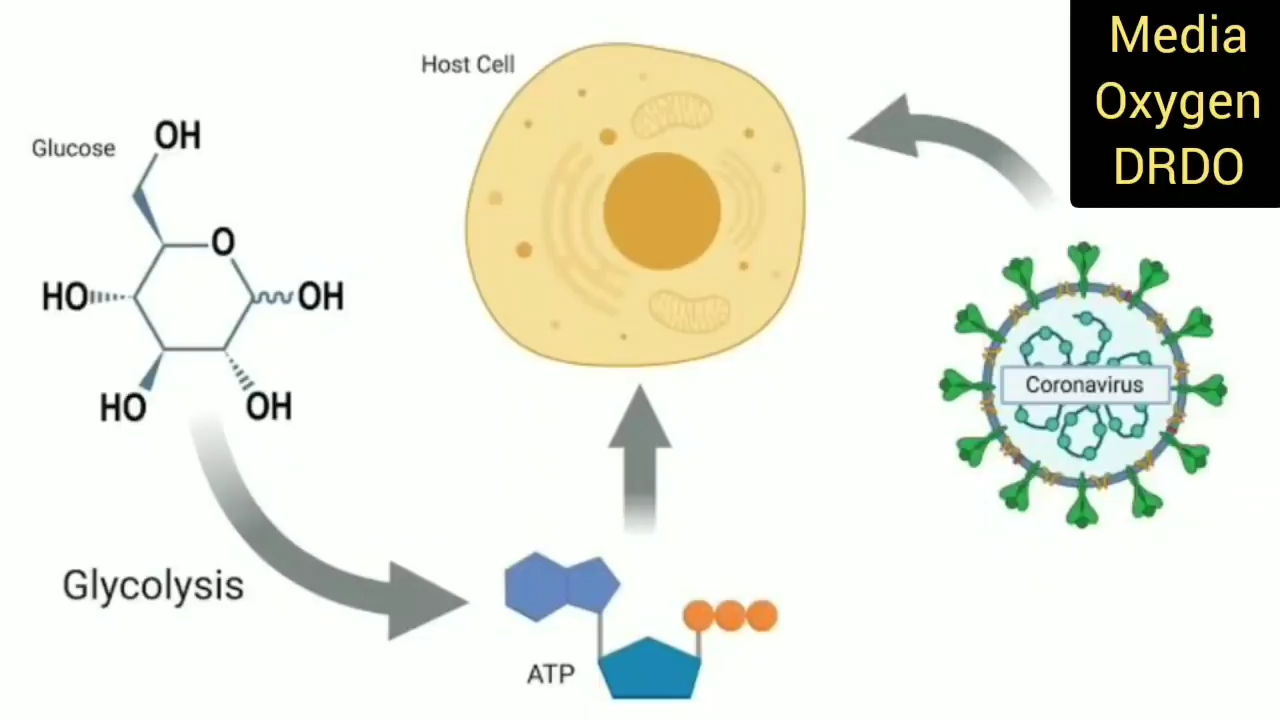 Media
Oxygen
DRDO
Host Cell
Glucose
OH
O
HO
OH
HO
OH
Coronavirus
Glycolysis
ATP